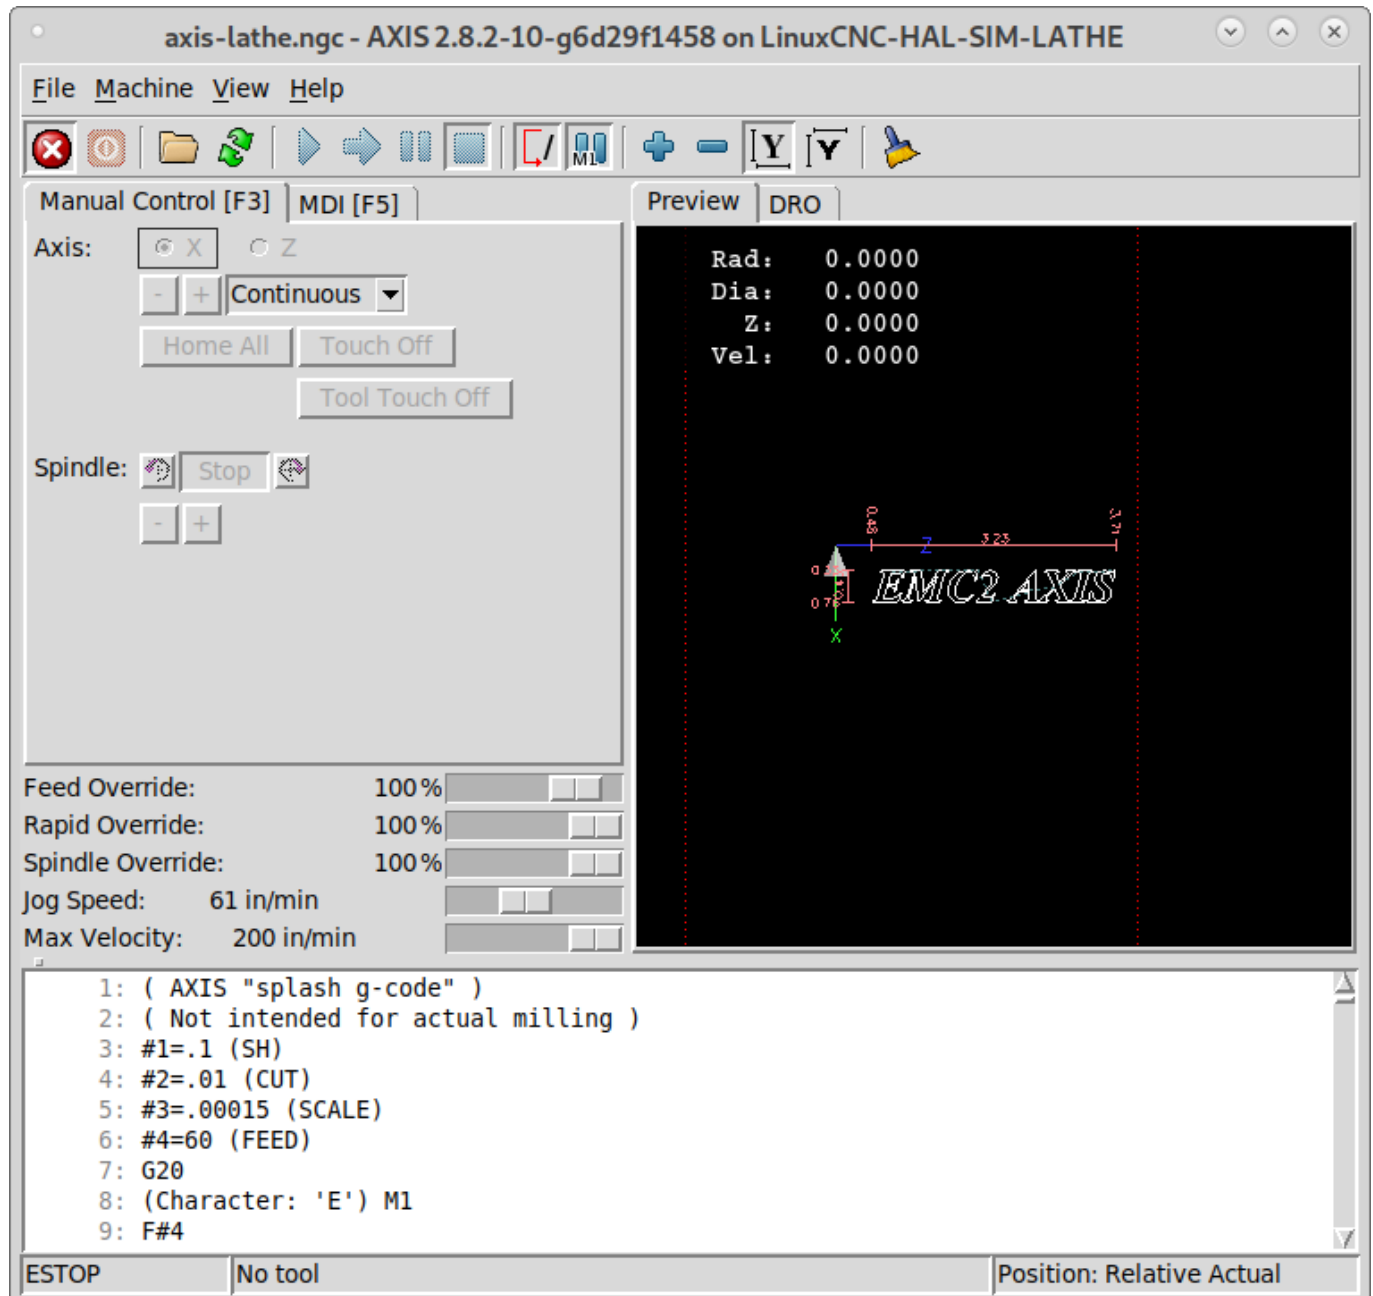 axis-lathe.ngc - AXIS 2.8.2-10-g6d29f1458 on LinuxCNC-HAL-SIM-LATHE
File Machine View Help
M1 Y Y
Manual Control [F3] MDI [F5]
Preview DRO
Axis: X Z
- + Continuous
Home All Touch Off
Tool Touch Off
Spindle: Stop
- +
Rad: 0.0000
Dia: 0.0000
Z: 0.0000
Vel: 0.0000
0.48
3.23
Z
0.76
X
EMC2 AXIS
Feed Override: 100%
Rapid Override: 100%
Spindle Override: 100%
Jog Speed: 61 in/min
Max Velocity: 200 in/min
1: ( AXIS "splash g-code" )
2: ( Not intended for actual milling )
3: #1=.1 (SH)
4: #2=.01 (CUT)
5: #3=.00015 (SCALE)
6: #4=60 (FEED)
7: G20
8: (Character: 'E') M1
9: F#4
ESTOP No tool Position: Relative Actual